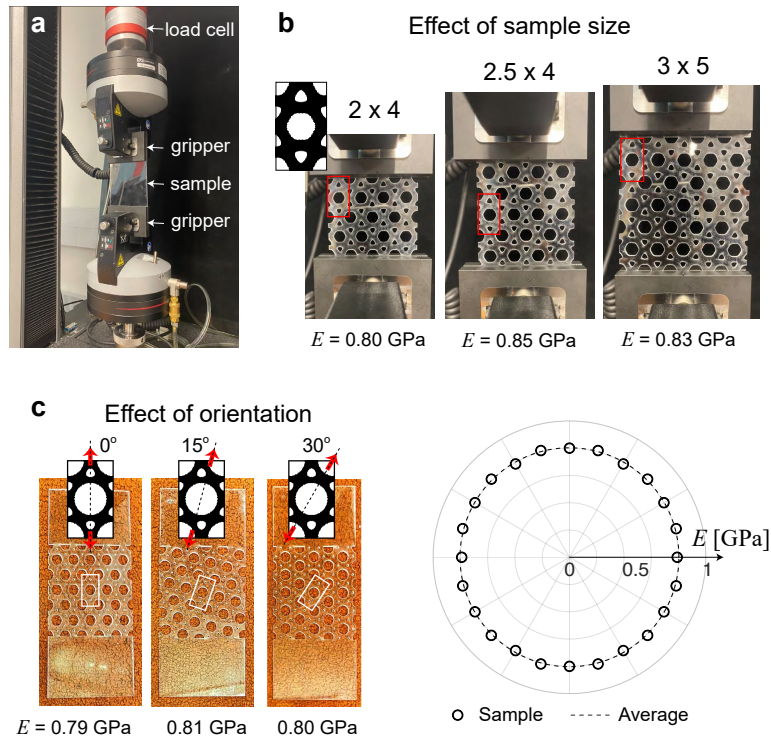 a
load cell
gripper
sample
gripper
b
Effect of sample size
2 x 4
2.5 x 4
3 x 5
E = 0.80 GPa
E = 0.85 GPa
E = 0.83 GPa
c
Effect of orientation
0°
15°
30°
E = 0.79 GPa
0.81 GPa
0.80 GPa
E [GPa]
0
0.5
1
Sample
Average